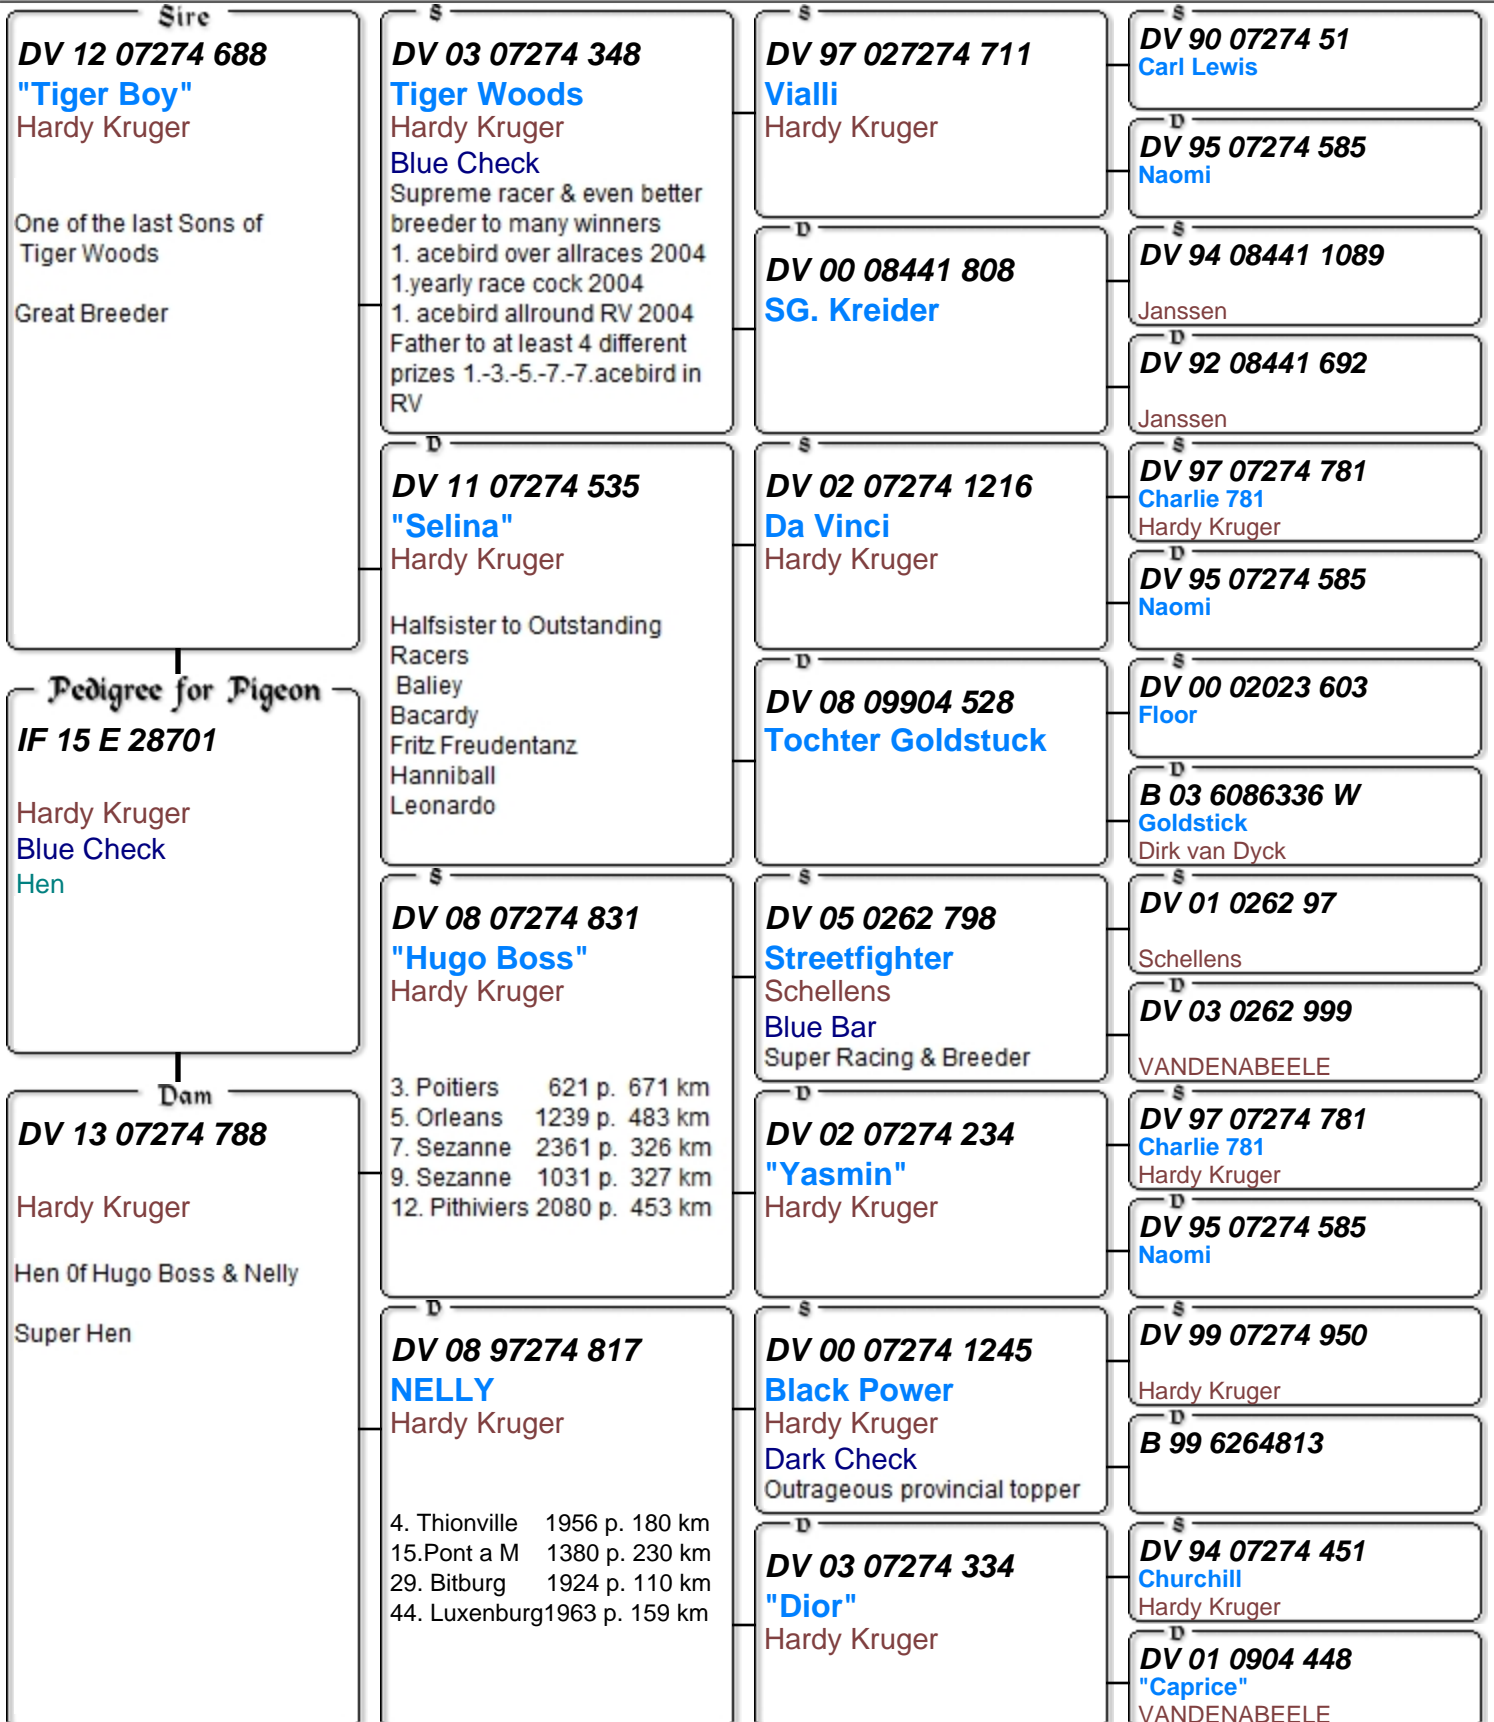 Sire
DV 12 07274 688
"Tiger Boy"
Hardy Kruger
One of the last Sons of
Tiger Woods
Great Breeder
Pedigree for Pigeon
IF 15 E 28701
Hardy Kruger
Blue Check
Hen
Dam
DV 13 07274 788
Hardy Kruger
Hen 0f Hugo Boss & Nelly
Super Hen
S
DV 03 07274 348
Tiger Woods
Hardy Kruger
Blue Check
Supreme racer & even better
breeder to many winners
1. acebird over allraces 2004
1.yearly race cock 2004
1. acebird allround RV 2004
Father to at least 4 different
prizes 1.-3.-5.-7.-7.acebird in
RV
D
DV 11 07274 535
"Selina"
Hardy Kruger
Halfsister to Outstanding
Racers
Baliey
Bacardy
Fritz Freudentanz
Hanniball
Leonardo
S
DV 08 07274 831
"Hugo Boss"
Hardy Kruger
3. Poitiers 621 p. 671 km
5. Orleans 1239 p. 483 km
7. Sezanne 2361 p. 326 km
9. Sezanne 1031 p. 327 km
12. Pithiviers 2080 p. 453 km
D
DV 08 97274 817
NELLY
Hardy Kruger
4. Thionville 1956 p. 180 km
15.Pont a M 1380 p. 230 km
29. Bitburg 1924 p. 110 km
44. Luxenburg1963 p. 159 km
S
DV 97 027274 711
Vialli
Hardy Kruger
D
DV 00 08441 808
SG. Kreider
S
DV 02 07274 1216
Da Vinci
Hardy Kruger
D
DV 08 09904 528
Tochter Goldstuck
S
DV 05 0262 798
Streetfighter
Schellens
Blue Bar
Super Racing & Breeder
D
DV 02 07274 234
"Yasmin"
Hardy Kruger
S
DV 00 07274 1245
Black Power
Hardy Kruger
Dark Check
Outrageous provincial topper
D
DV 03 07274 334
"Dior"
Hardy Kruger
S
DV 90 07274 51
Carl Lewis
D
DV 95 07274 585
Naomi
S
DV 94 08441 1089
Janssen
D
DV 92 08441 692
Janssen
S
DV 97 07274 781
Charlie 781
Hardy Kruger
D
DV 95 07274 585
Naomi
S
DV 00 02023 603
Floor
D
B 03 6086336 W
Goldstick
Dirk van Dyck
S
DV 01 0262 97
Schellens
D
DV 03 0262 999
VANDENABEELE
S
DV 97 07274 781
Charlie 781
Hardy Kruger
D
DV 95 07274 585
Naomi
S
DV 99 07274 950
Hardy Kruger
D
B 99 6264813
S
DV 94 07274 451
Churchill
Hardy Kruger
D
DV 01 0904 448
"Caprice"
VANDENABEELE